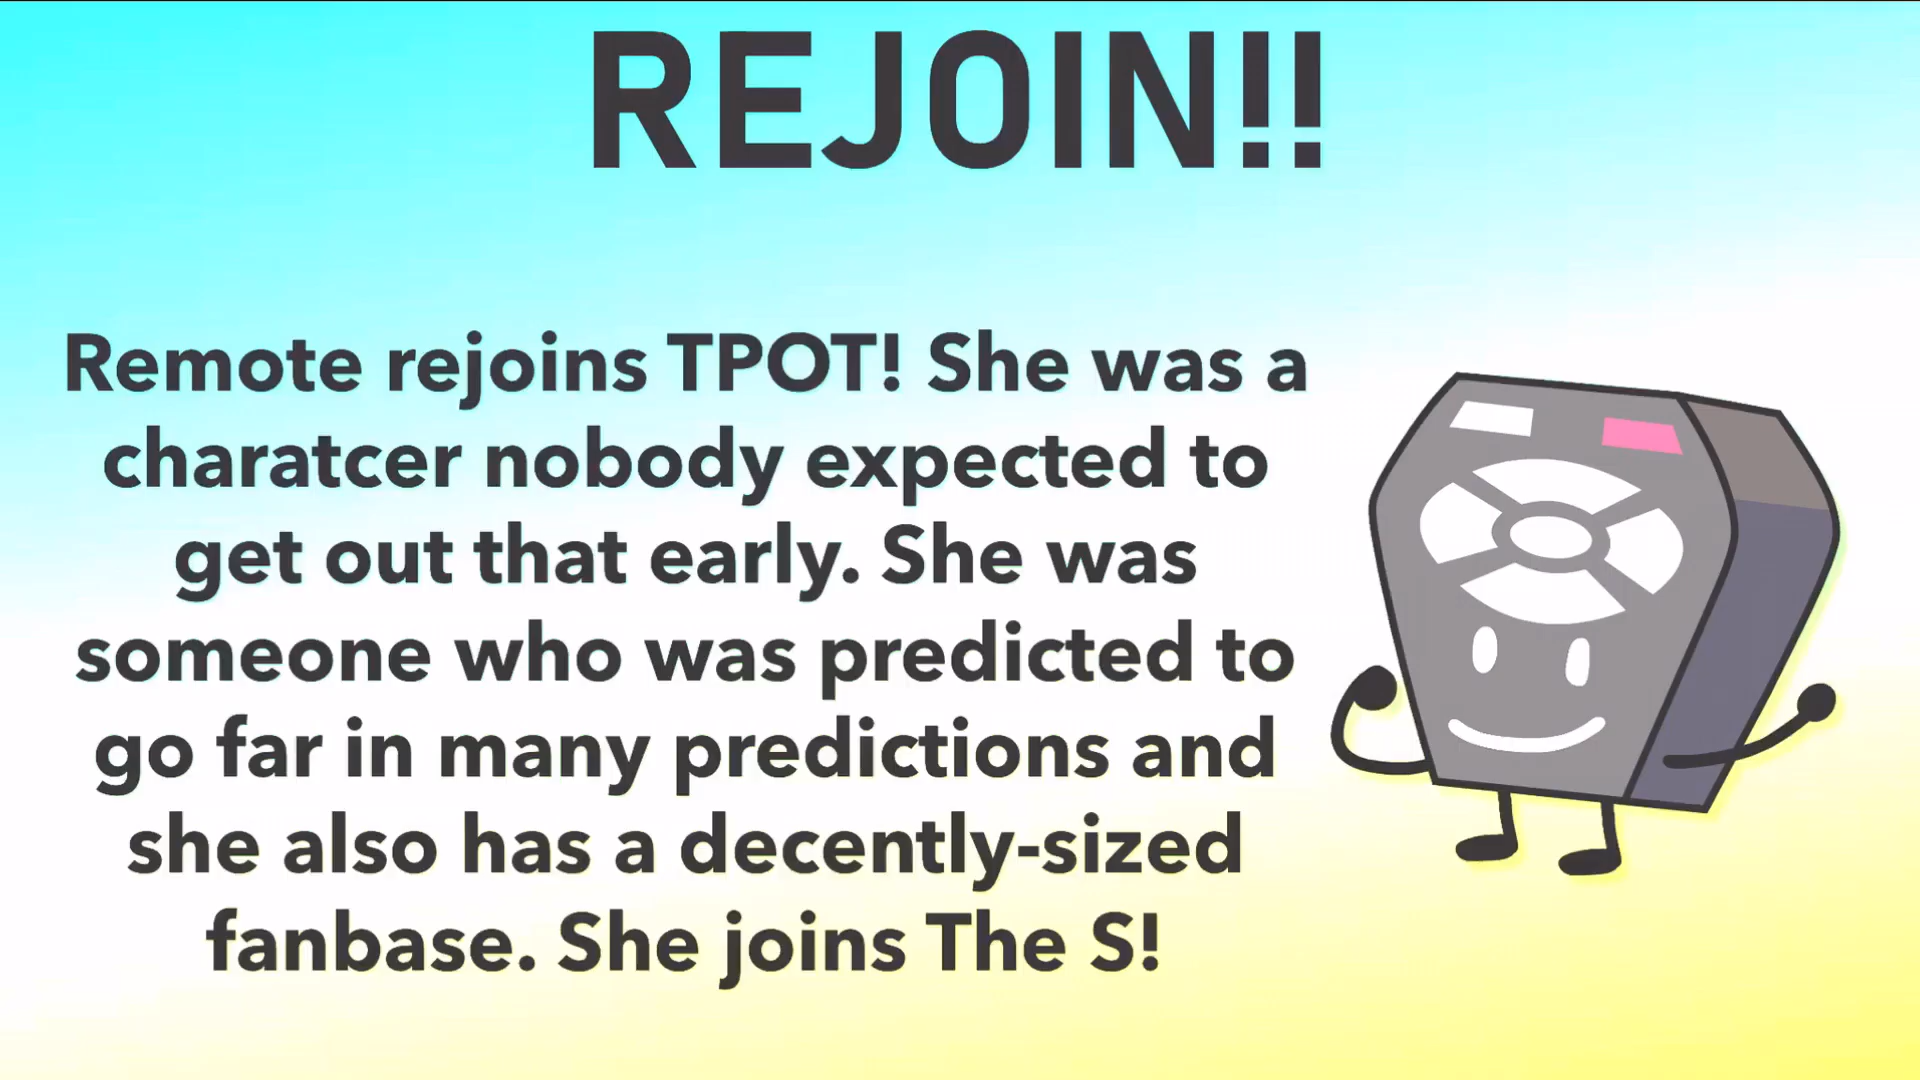 REJOIN!!
Remote rejoins TPOT! She was a
charatcer nobody expected to
get out that early. She was
someone who was predicted to
go far in many predictions and
she also has a decently-sized
fanbase. She joins The S!